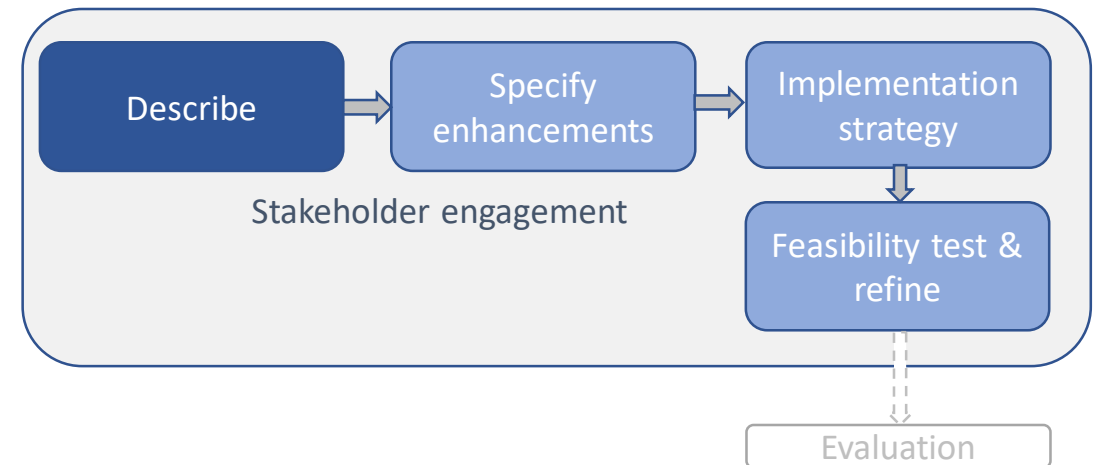 Describe
Specify
enhancements
Implementation
strategy
Stakeholder engagement
Feasibility test &
refine
Evaluation